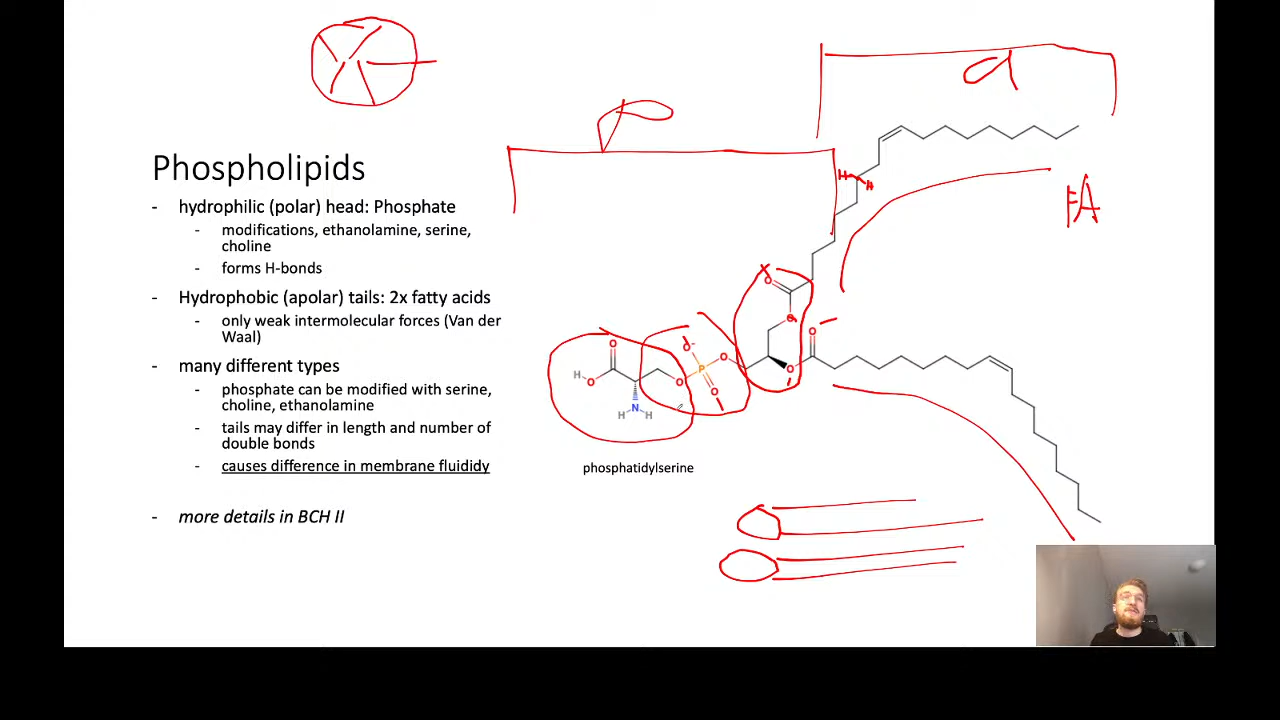 Phospholipids
- hydrophilic (polar) head: Phosphate
- modifications, ethanolamine, serine,
choline
- forms H-bonds
- Hydrophobic (apolar) tails: 2x fatty acids
- only weak intermolecular forces (Van der
Waal)
- many different types
- phosphate can be modified with serine,
choline, ethanolamine
- tails may differ in length and number of
double bonds
- causes difference in membrane fluididy
- more details in BCH II
P
a
H H
FA
O
O
O O- O O
H O O P O O
N
H H
phosphatidylserine